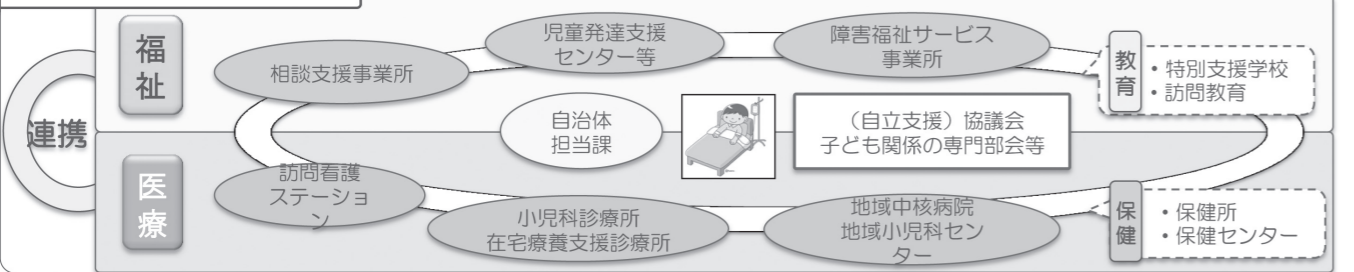 連携
福
祉
相談支援事業所
児童発達支援
センター等
障害福祉サービス
事業所
教
育
・特別支援学校
・訪問教育
自治体
担当課
（自立支援）協議会
子ども関係の専門部会等
医
療
訪問看護
ステーショ
ン
小児科診療所
在宅療養支援診療所
地域中核病院
地域小児科セン
ター
保
健
・保健所
・保健センター